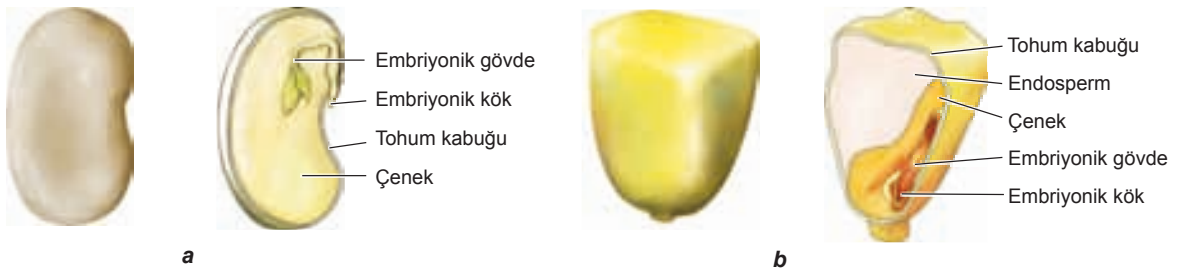 Embriyonik gövde
Embriyonik kök
Tohum kabuğu
Çenek
a
Tohum kabuğu
Endosperm
Çenek
Embriyonik gövde
Embriyonik kök
b